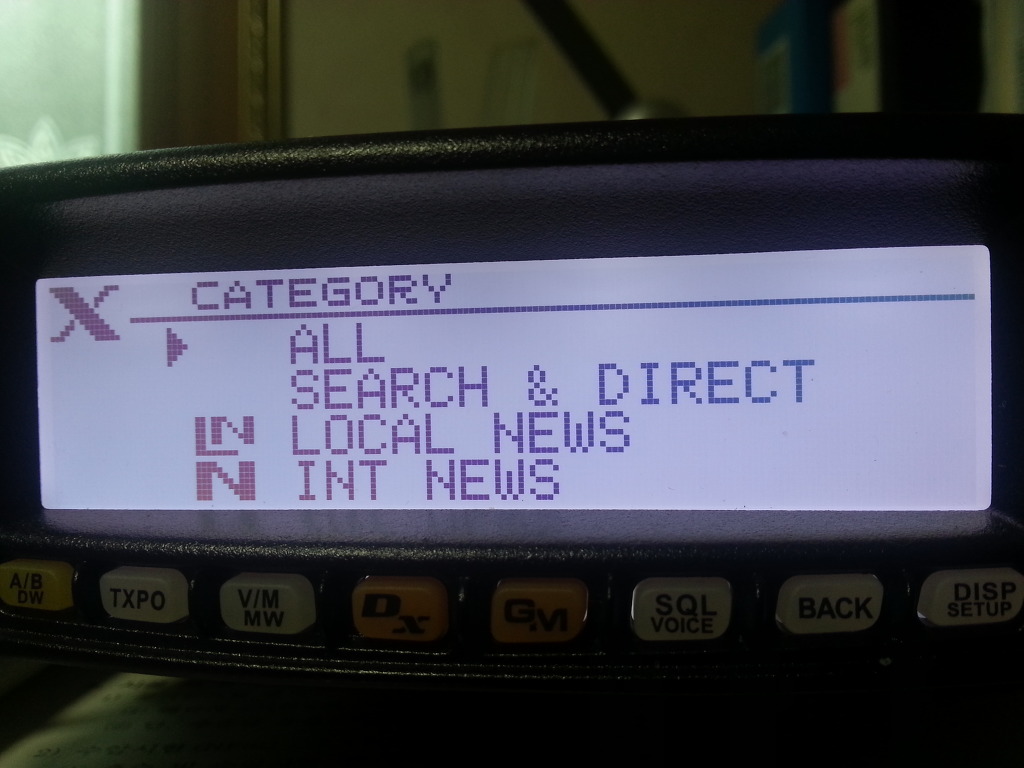 X CATEGORY
ALL
SEARCH & DIRECT
LN LOCAL NEWS
N INT NEWS
A/B DW
TXPO
V/M MW
Dx
GM
SQL VOICE
BACK
DISP SETUP